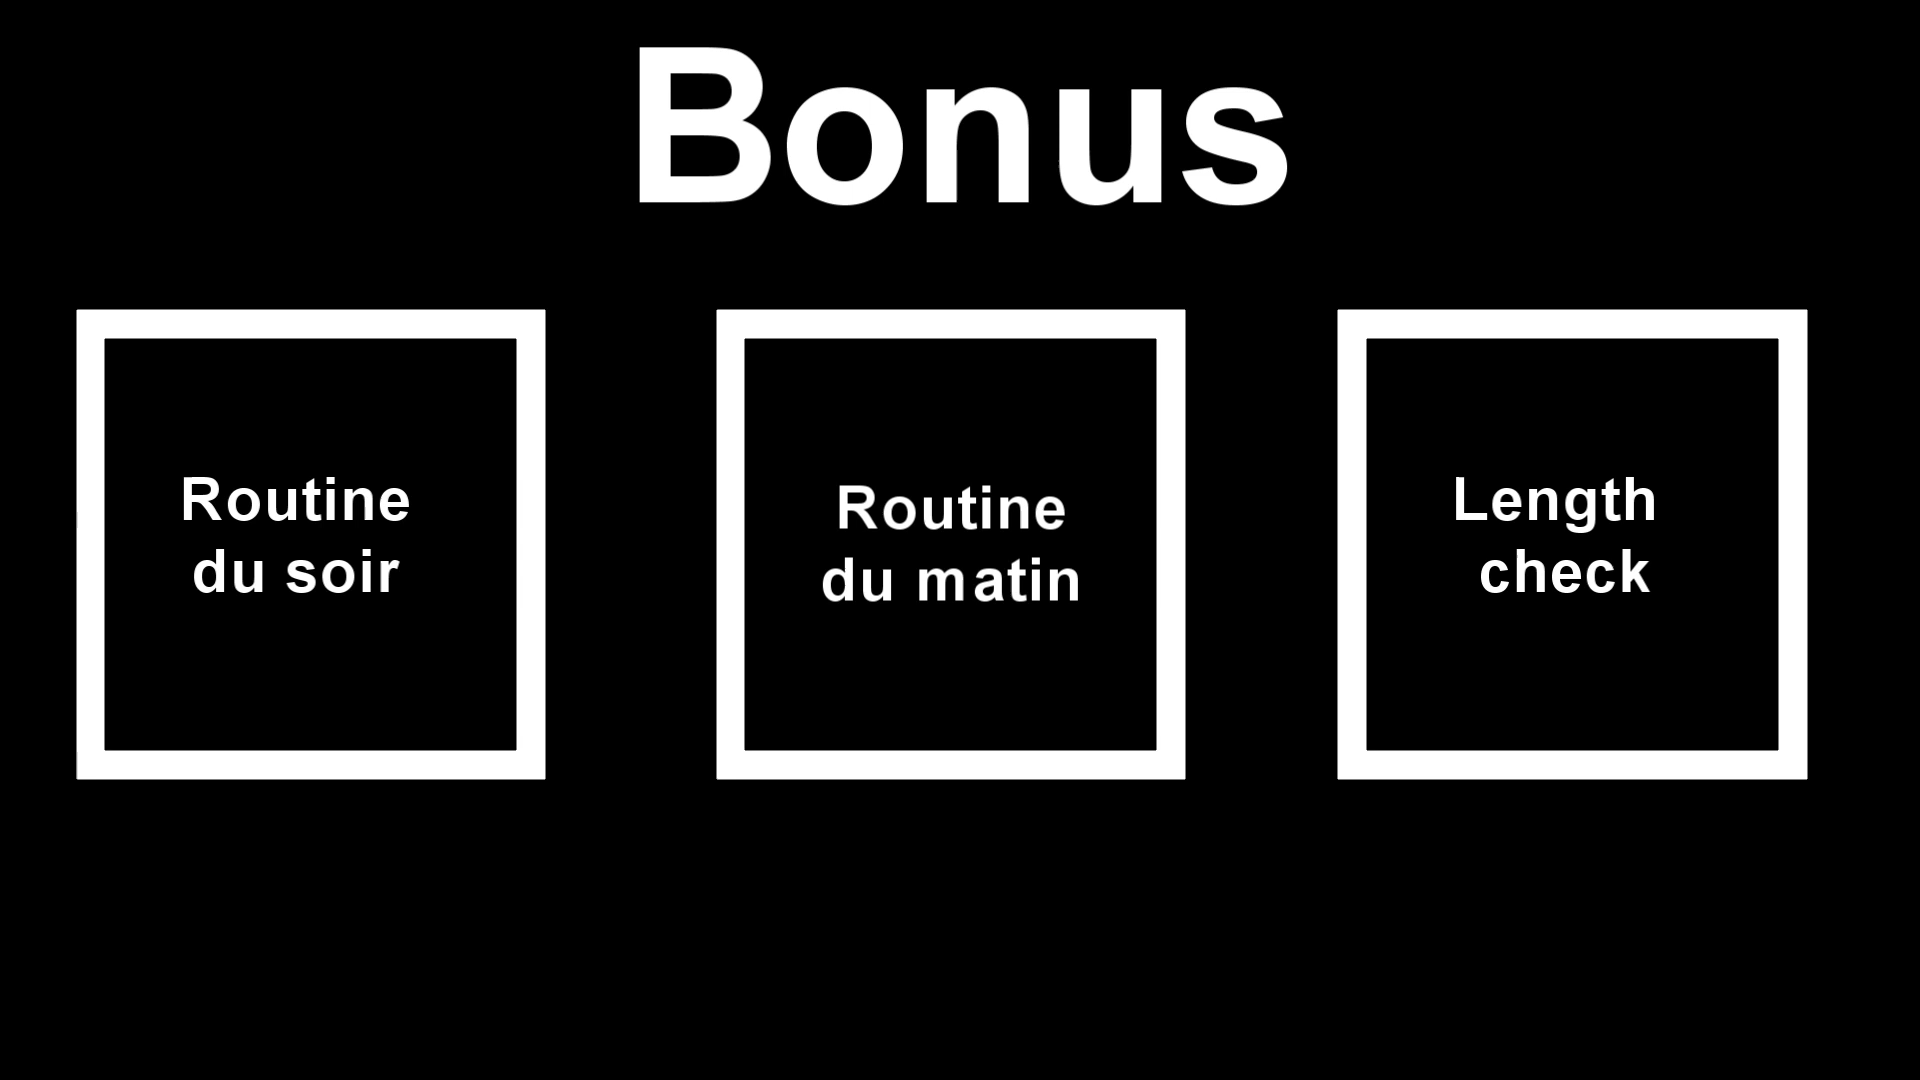 Bonus
Routine
du soir
Routine
du matin
Length
check